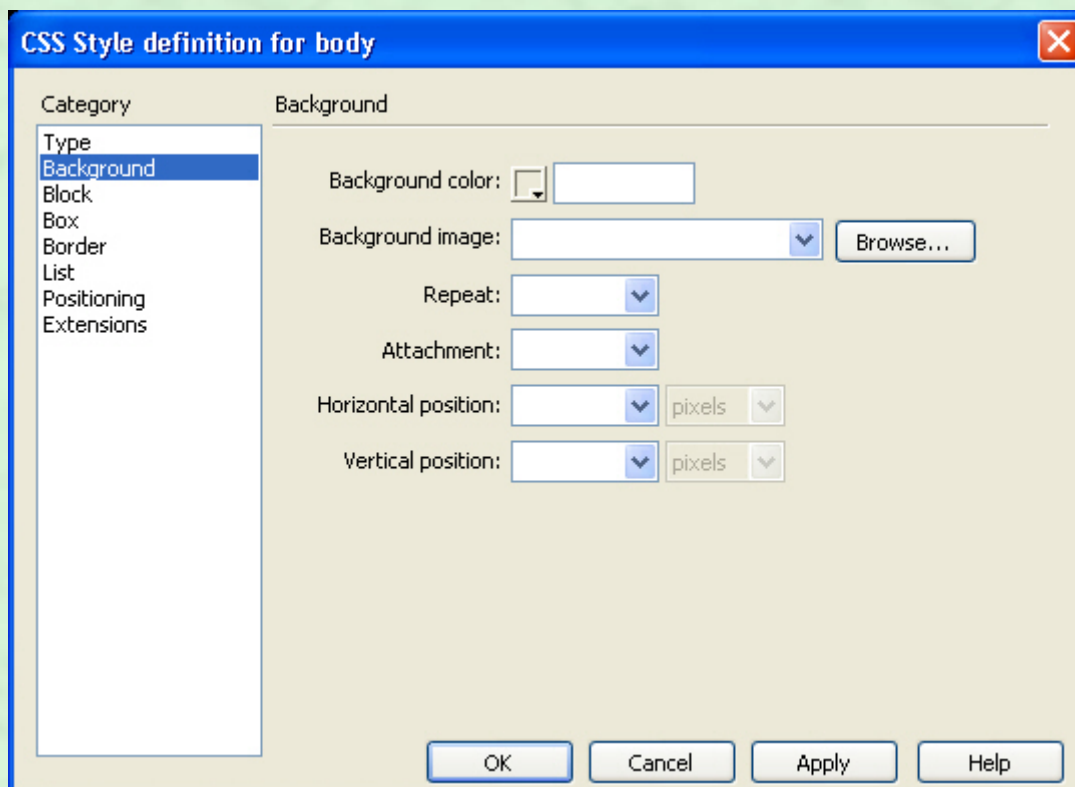 CSS Style definition for body
Category
Background
Type
Background
Block
Box
Border
List
Positioning
Extensions
Background color:
Background image:
Browse...
Repeat:
Attachment:
Horizontal position:
pixels
Vertical position:
pixels
OK
Cancel
Apply
Help